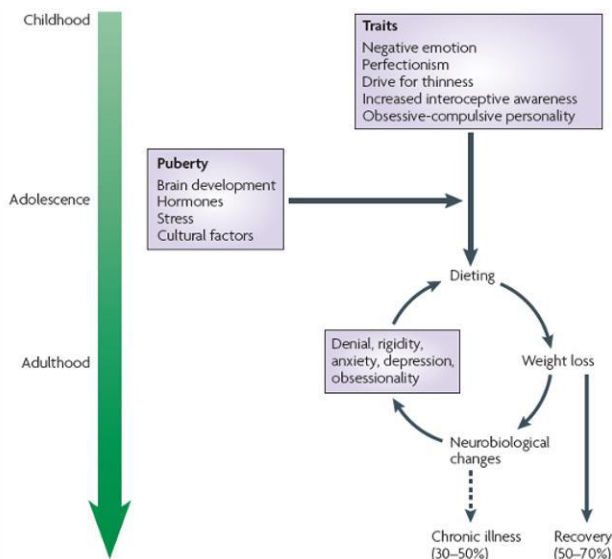 Childhood
Traits
Negative emotion
Perfectionism
Drive for thinness
Increased interoceptive awareness
Obsessive-compulsive personality
Puberty
Brain development
Hormones
Stress
Cultural factors
Adolescence
Dieting
Adulthood
Denial, rigidity,
anxiety, depression,
obsessionality
Weight loss
Neurobiological
changes
Chronic illness
(30–50%)
Recovery
(50–70%)